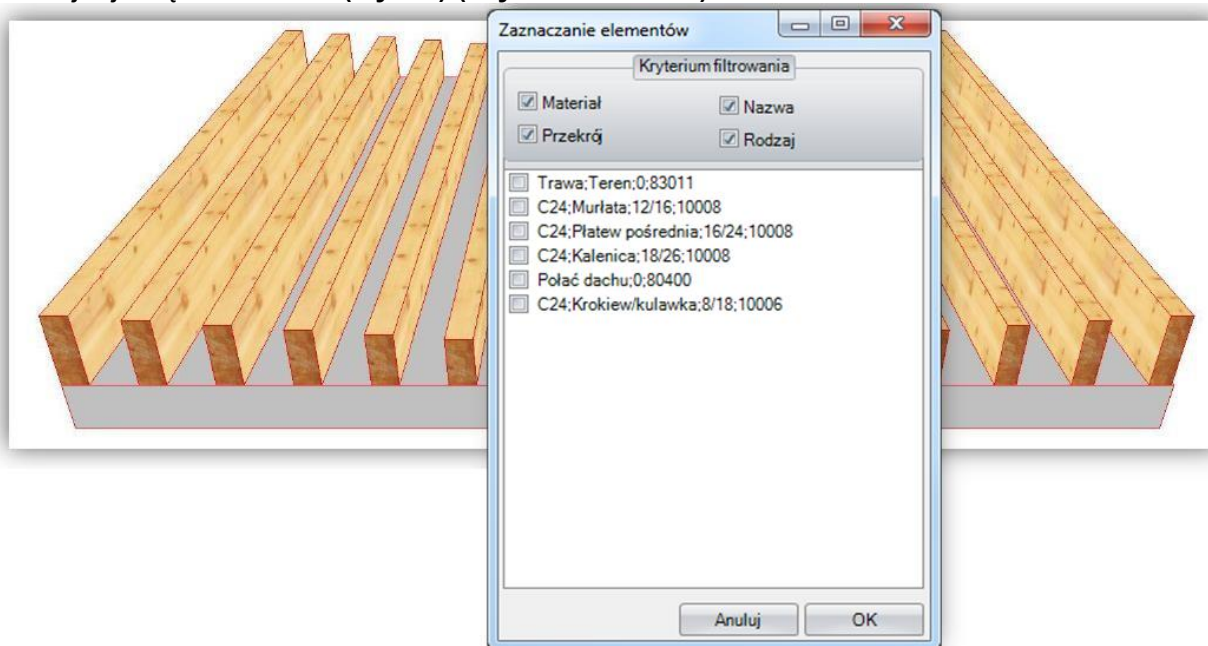 Zaznaczanie elementów
Kryterium filtrowania
Materiał
Nazwa
Przekrój
Rodzaj
Trawa;Teren;0;83011
C24;Murłata;12/16;10008
C24;Płatew pośrednia;16/24;10008
C24;Kalenica;18/26;10008
Połać dachu;0;80400
C24;Krokiew/kulawka;8/18;10006
Anuluj OK